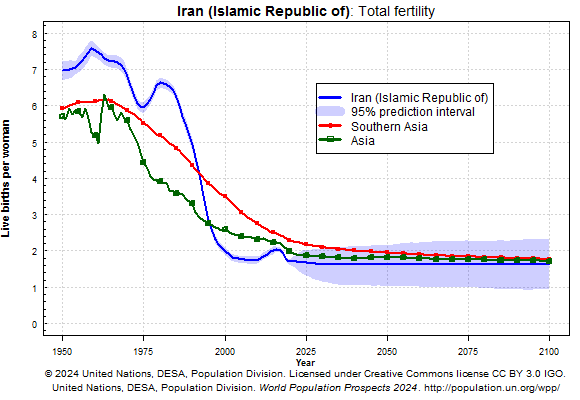 Iran (Islamic Republic of): Total fertility
8
7
6
5
4
3
2
1
0
Live births per woman
Iran (Islamic Republic of)
95% prediction interval
Southern Asia
Asia
1950 1975 2000 2025 2050 2075 2100
Year
© 2024 United Nations, DESA, Population Division. Licensed under Creative Commons license CC BY 3.0 IGO.
United Nations, DESA, Population Division. World Population Prospects 2024. http://population.un.org/wpp/